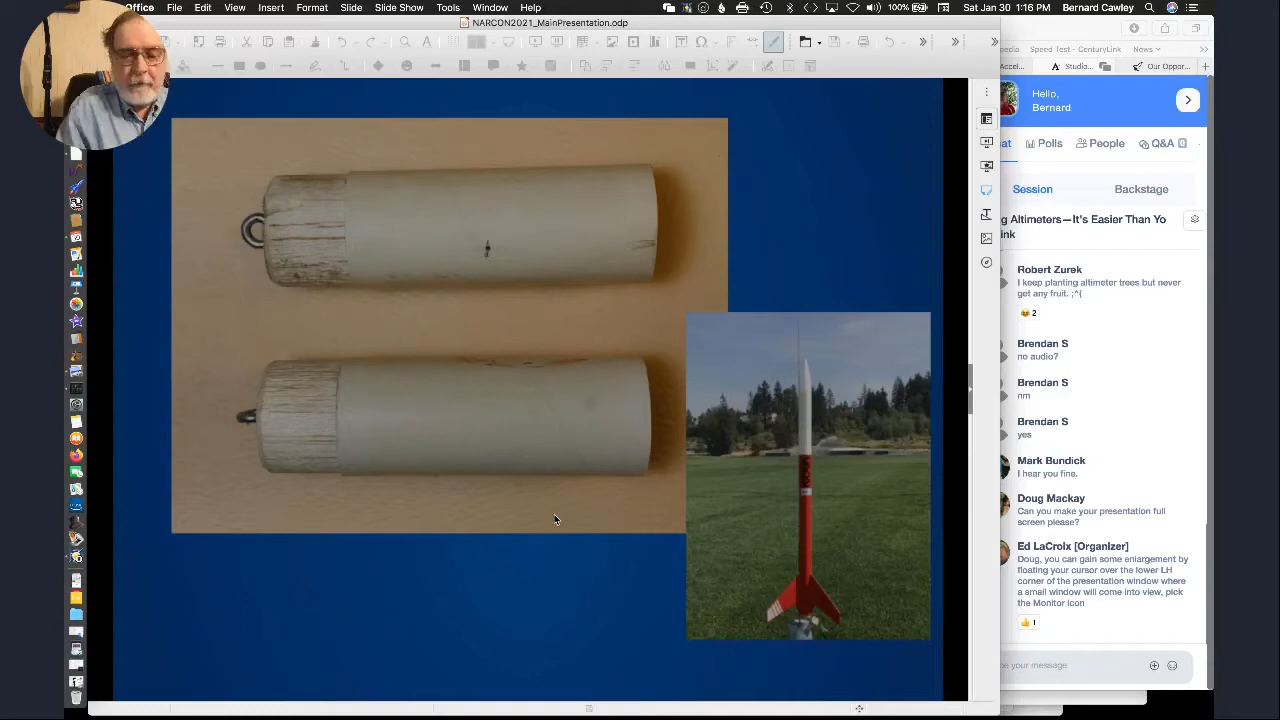 Office File Edit View Insert Format Slide Slide Show Tools Window Help
100% Sat Jan 30 1:16 PM Bernard Cawley
NARCON2021_MainPresentation.odp
Speed Test - CenturyLink News
Studio...
Our Oppor...
Hello,
Bernard
Polls People Q&A 0
Session Backstage
Altimeters—It's Easier Than Yo
Robert Zurek
I keep planting altimeter trees but never
get any fruit. ;^(
2
Brendan S
no audio?
Brendan S
nm
Brendan S
yes
Mark Bundick
I hear you fine.
Doug Mackay
Can you make your presentation full
screen please?
Ed LaCroix [Organizer]
Doug, you can gain some enlargement by
floating your cursor over the lower LH
corner of the presentation window where
a small window will come into view, pick
the Monitor icon
1
your message